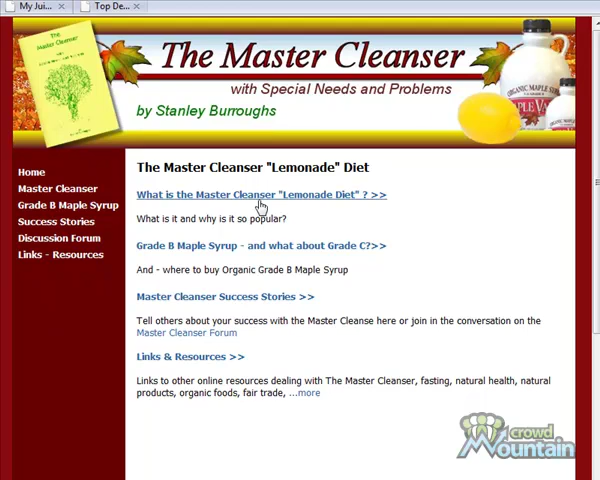 My Jui...
Top De...
The Master Cleanser
with Special Needs and Problems
by Stanley Burroughs
The
Master
Cleanser
ORGANIC MAPLE SYRUP
Home
Master Cleanser
Grade B Maple Syrup
Success Stories
Discussion Forum
Links - Resources
The Master Cleanser "Lemonade" Diet
What is the Master Cleanser "Lemonade Diet" ? >>
What is it and why is it so popular?
Grade B Maple Syrup - and what about Grade C?>>
And - where to buy Organic Grade B Maple Syrup
Master Cleanser Success Stories >>
Tell others about your success with the Master Cleanse here or join in the conversation on the
Master Cleanser Forum
Links & Resources >>
Links to other online resources dealing with The Master Cleanser, fasting, natural health, natural
products, organic foods, fair trade, ...more
crowd
Mountain